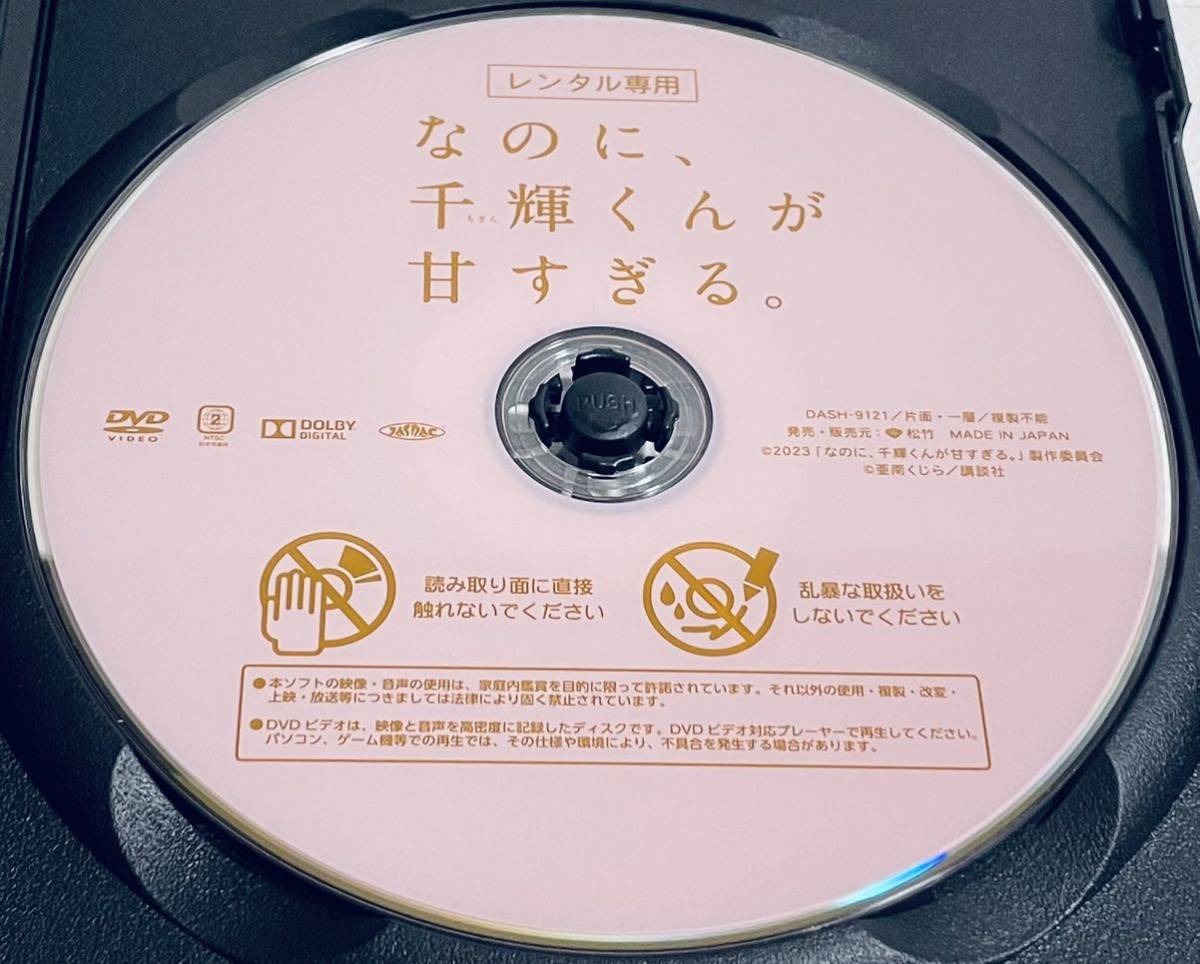 レンタル専用
なのに、
千輝くんが
ちぎら
甘すぎる。
DVD
VIDEO
2
NTSC
日本市場向
DOLBY
DIGITAL
JASRAC
PUSH
DASH-9121／片面・一層／複製不能
発売・販売元：松竹 MADE IN JAPAN
©2023「なのに、千輝くんが甘すぎる。」製作委員会
©亜南くじら／講談社
読み取り面に直接
触れないでください
乱暴な取扱いを
しないでください
●本ソフトの映像・音声の使用は、家庭内鑑賞を目的に限って許諾されています。それ以外の使用・複製・改変・
上映・放送等につきましては法律により固く禁止されています。
●DVDビデオは、映像と音声を高密度に記録したディスクです。DVDビデオ対応プレーヤーで再生してください。
パソコン、ゲーム機等での再生では、その仕様や環境により、不具合を発生する場合があります。